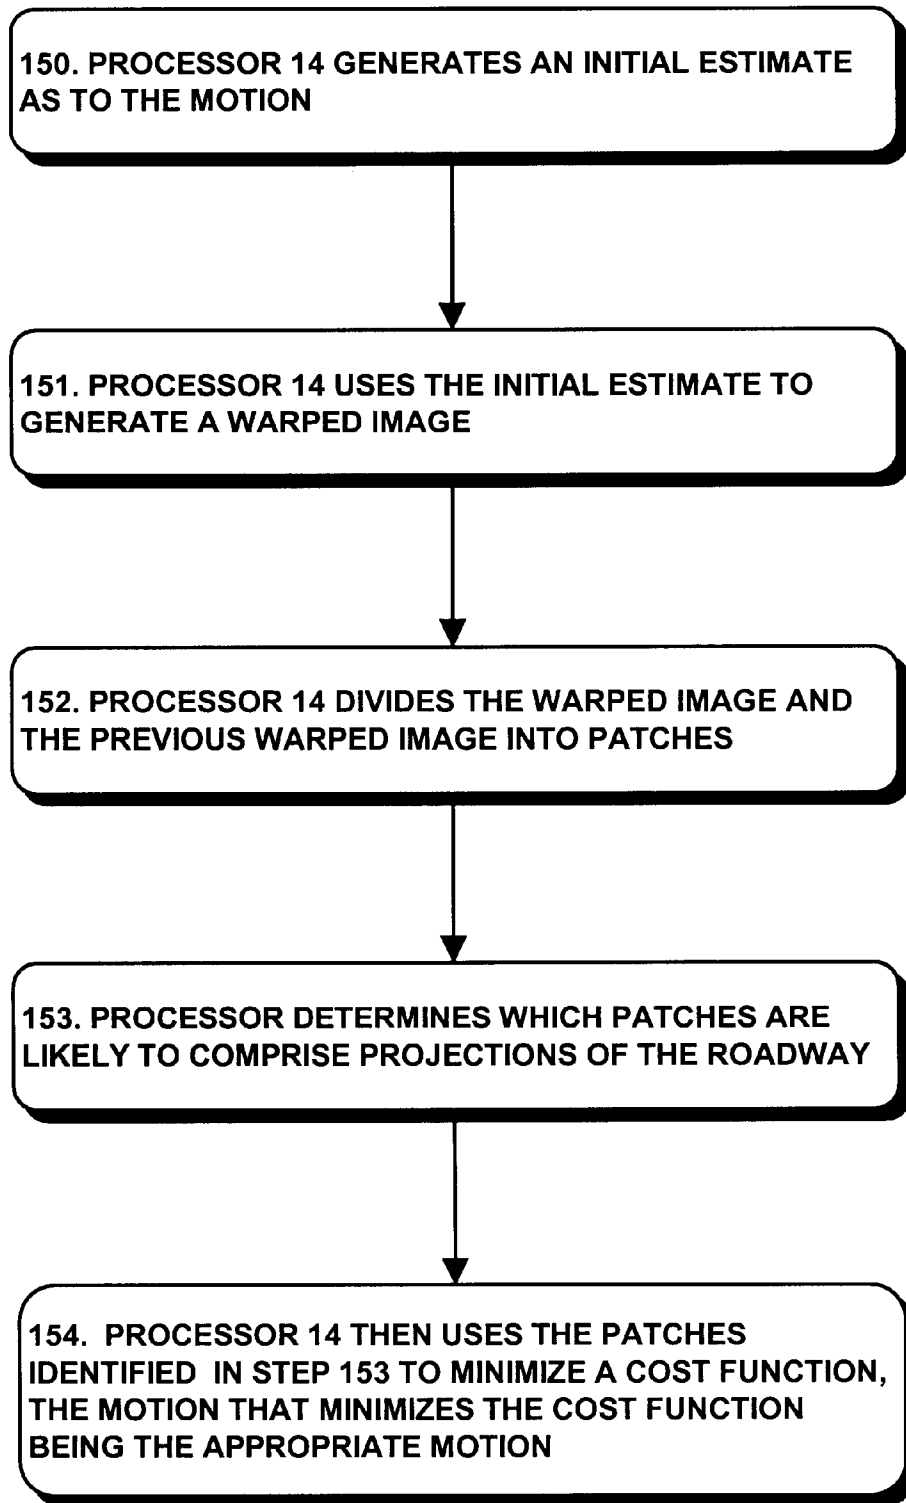 150. PROCESSOR 14 GENERATES AN INITIAL ESTIMATE
AS TO THE MOTION
151. PROCESSOR 14 USES THE INITIAL ESTIMATE TO
GENERATE A WARPED IMAGE
152. PROCESSOR 14 DIVIDES THE WARPED IMAGE AND
THE PREVIOUS WARPED IMAGE INTO PATCHES
153. PROCESSOR DETERMINES WHICH PATCHES ARE
LIKELY TO COMPRISE PROJECTIONS OF THE ROADWAY
154. PROCESSOR 14 THEN USES THE PATCHES
IDENTIFIED IN STEP 153 TO MINIMIZE A COST FUNCTION,
THE MOTION THAT MINIMIZES THE COST FUNCTION
BEING THE APPROPRIATE MOTION